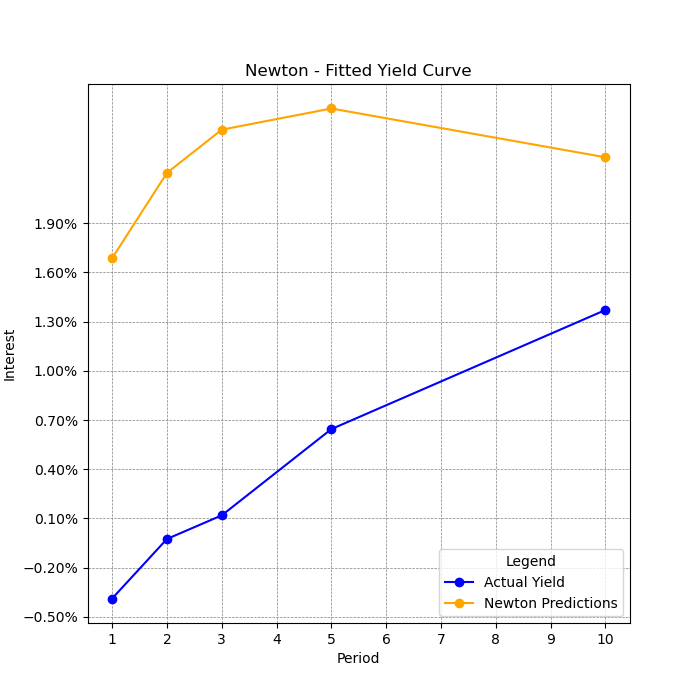 Newton - Fitted Yield Curve
Interest
1.90%
1.60%
1.30%
1.00%
0.70%
0.40%
0.10%
−0.20%
−0.50%
Legend
Actual Yield
Newton Predictions
1 2 3 4 5 6 7 8 9 10
Period